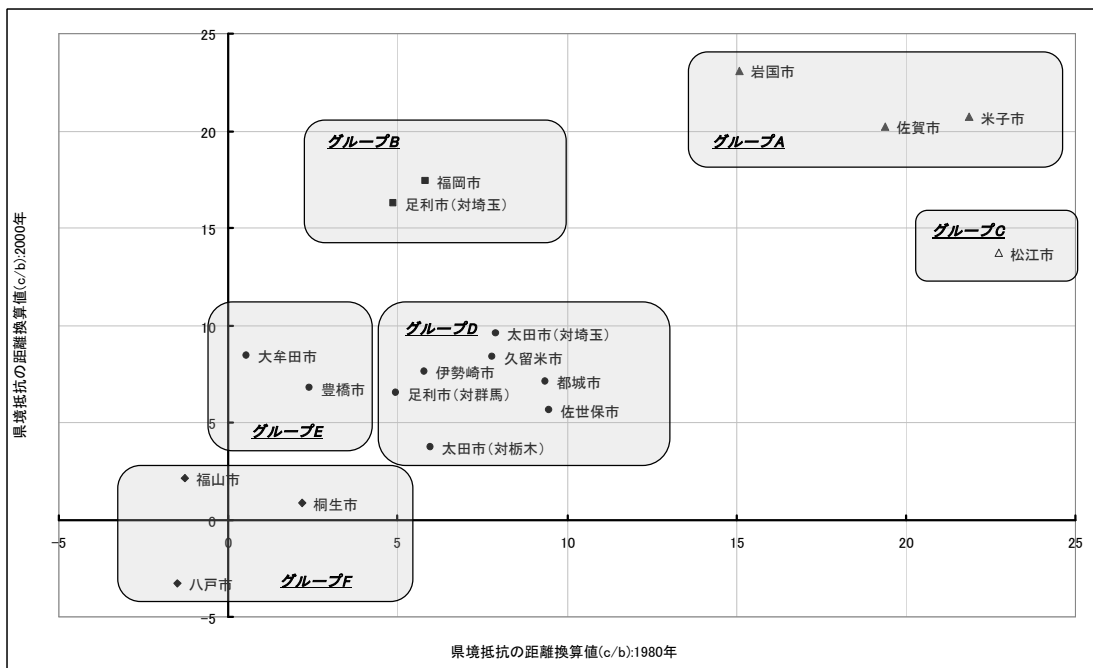 県境抵抗の距離換算値(c/b):2000年
25
20
15
10
5
0
-5
岩国市
米子市
佐賀市
グループA
グループB
福岡市
足利市(対埼玉)
グループC
松江市
グループD
太田市(対埼玉)
久留米市
伊勢崎市
都城市
足利市(対群馬)
佐世保市
太田市(対栃木)
大牟田市
豊橋市
グループE
福山市
桐生市
八戸市
グループF
-5
0
5
10
15
20
25
県境抵抗の距離換算値(c/b):1980年